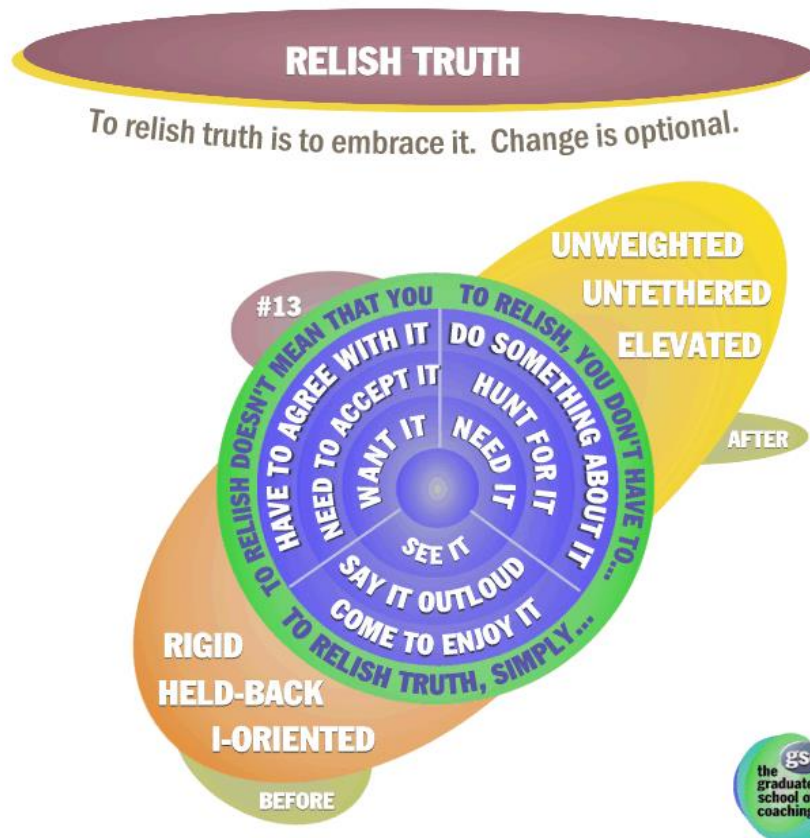 RELISH TRUTH
To relish truth is to embrace it. Change is optional.
UNWEIGHTED
UNTETHERED
ELEVATED
AFTER
#13
TO RELIISH DOESN'T MEAN THAT YOU
HAVE TO AGREE WITH IT
NEED TO ACCEPT IT
WANT IT
TO RELISH, YOU DON'T HAVE TO...
DO SOMETHING ABOUT IT
HUNT FOR IT
NEED IT
SEE IT
SAY IT OUTLOUD
COME TO ENJOY IT
TO RELISH TRUTH, SIMPLY...
RIGID
HELD-BACK
I-ORIENTED
BEFORE
the
graduate
school
coaching